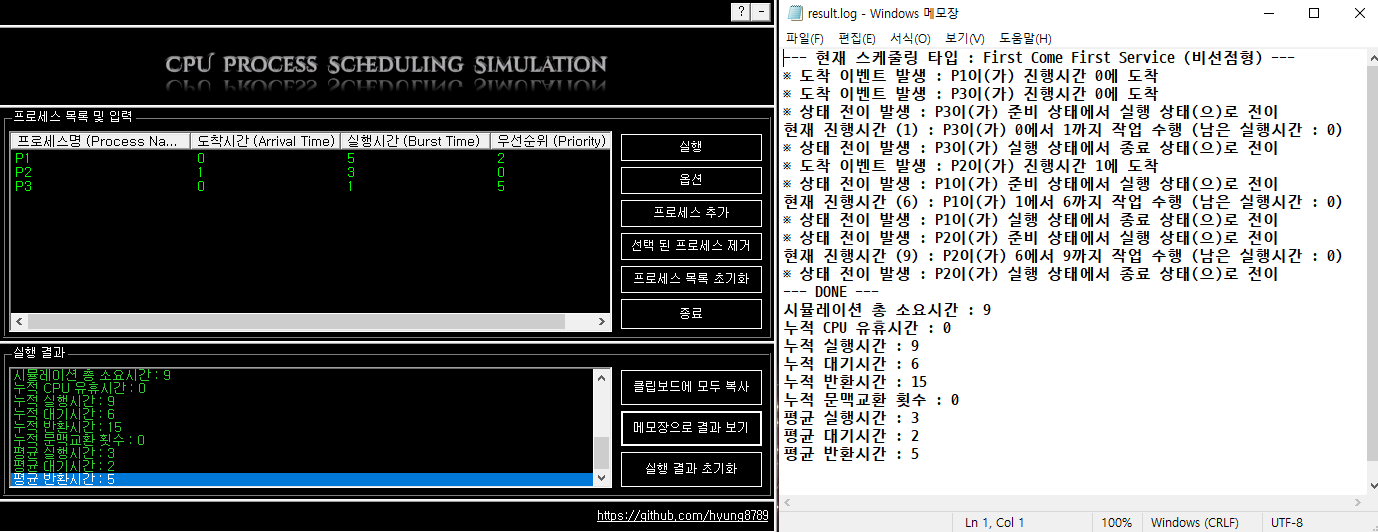 ? -
CPU PROCESS SCHEDULING SIMULATION
프로세스 목록 및 입력
프로세스명 (Process Na... 도착시간 (Arrival Time) 실행시간 (Burst Time) 우선순위 (Priority)
P1 0 5 2
P2 1 3 0
P3 0 1 5
실행
옵션
프로세스 추가
선택 된 프로세스 제거
프로세스 목록 초기화
종료
실행 결과
시뮬레이션 총 소요시간 : 9
누적 CPU 유휴시간 : 0
누적 실행시간 : 9
누적 대기시간 : 6
누적 반환시간 : 15
누적 문맥교환 횟수 : 0
평균 실행시간 : 3
평균 대기시간 : 2
평균 반환시간 : 5
클립보드에 모두 복사
메모장으로 결과 보기
실행 결과 초기화
https://github.com/hyung8789
result.log - Windows 메모장
파일(F) 편집(E) 서식(O) 보기(V) 도움말(H)
--- 현재 스케줄링 타입 : First Come First Service (비선점형) ---
※ 도착 이벤트 발생 : P1이(가) 진행시간 0에 도착
※ 도착 이벤트 발생 : P3이(가) 진행시간 0에 도착
※ 상태 전이 발생 : P3이(가) 준비 상태에서 실행 상태(으)로 전이
현재 진행시간 (1) : P3이(가) 0에서 1까지 작업 수행 (남은 실행시간 : 0)
※ 상태 전이 발생 : P3이(가) 실행 상태에서 종료 상태(으)로 전이
※ 도착 이벤트 발생 : P2이(가) 진행시간 1에 도착
※ 상태 전이 발생 : P1이(가) 준비 상태에서 실행 상태(으)로 전이
현재 진행시간 (6) : P1이(가) 1에서 6까지 작업 수행 (남은 실행시간 : 0)
※ 상태 전이 발생 : P1이(가) 실행 상태에서 종료 상태(으)로 전이
※ 상태 전이 발생 : P2이(가) 준비 상태에서 실행 상태(으)로 전이
현재 진행시간 (9) : P2이(가) 6에서 9까지 작업 수행 (남은 실행시간 : 0)
※ 상태 전이 발생 : P2이(가) 실행 상태에서 종료 상태(으)로 전이
--- DONE ---
시뮬레이션 총 소요시간 : 9
누적 CPU 유휴시간 : 0
누적 실행시간 : 9
누적 대기시간 : 6
누적 반환시간 : 15
누적 문맥교환 횟수 : 0
평균 실행시간 : 3
평균 대기시간 : 2
평균 반환시간 : 5
Ln 1, Col 1 100% Windows (CRLF) UTF-8